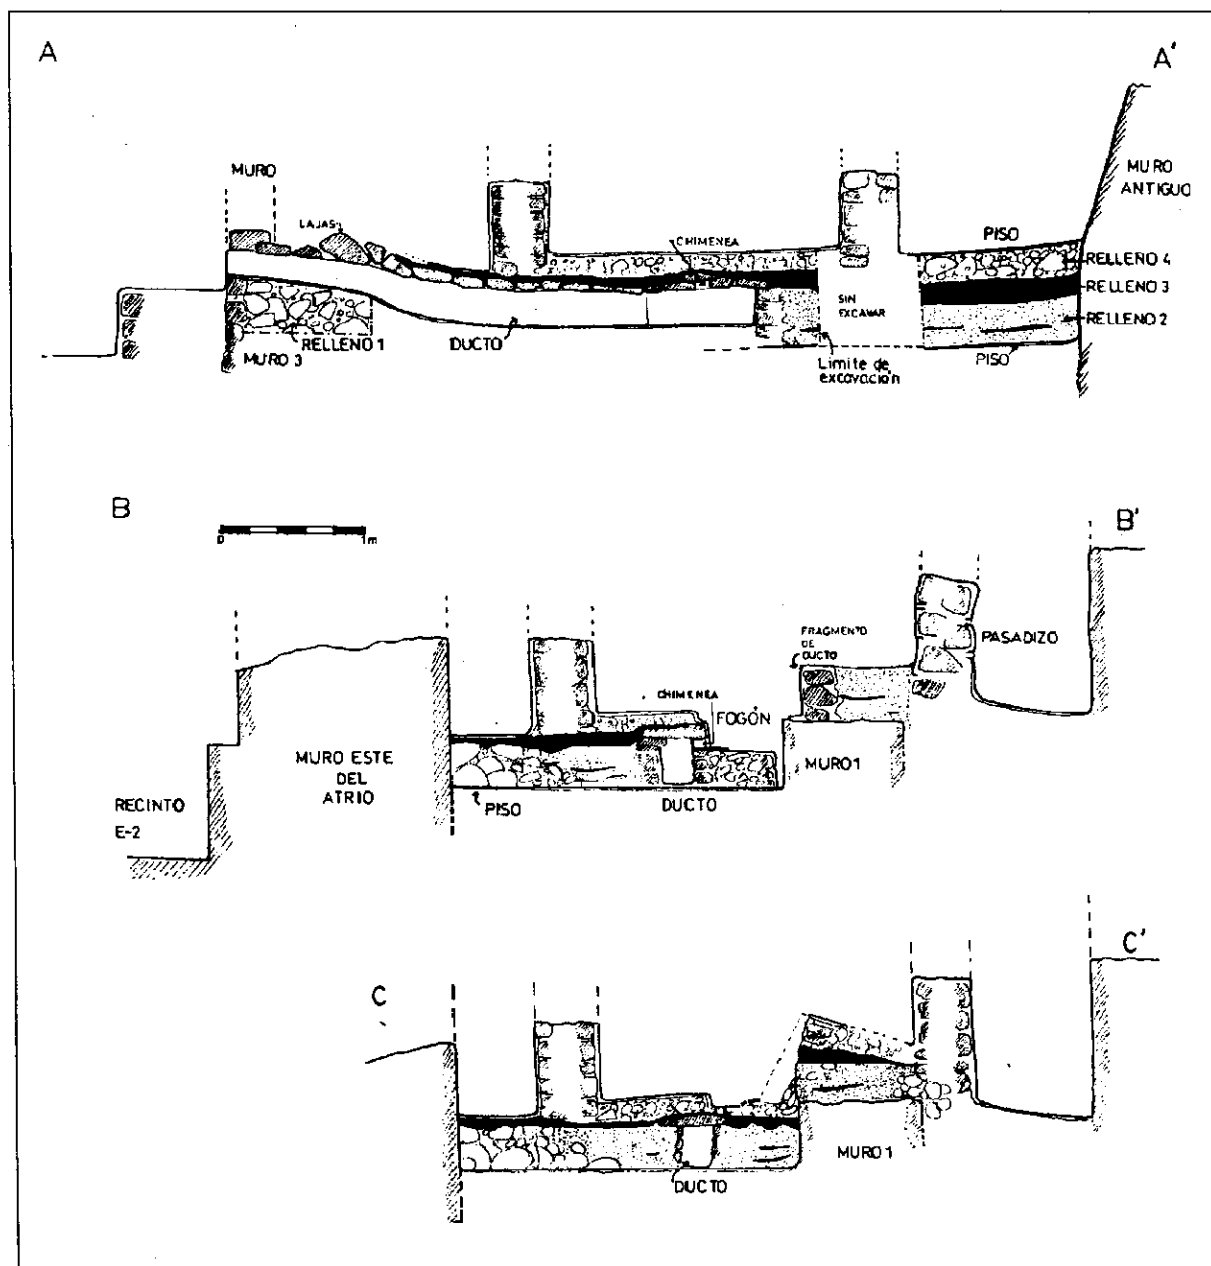 A
A'
MURO
MURO
ANTIGUO
LAJAS
CHIMENEA
PISO
RELLENO 4
RELLENO 3
SIN
EXCAVAR
RELLENO 2
RELLENO 1
DUCTO
MURO 3
Limite de
excavación
PISO
B
B'
0
1m
FRAGMENTO
DE
DUCTO
PASADIZO
CHIMENEA
FOGÓN
MURO ESTE
DEL
ATRIO
MURO 1
RECINTO
E-2
PISO
DUCTO
C
C'
MURO 1
DUCTO